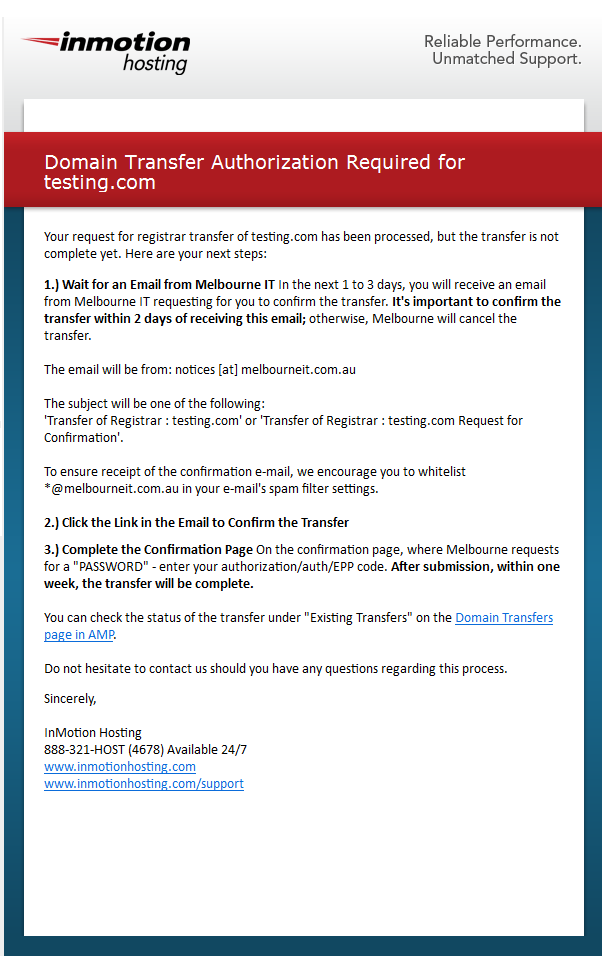 inmotion
hosting
Reliable Performance.
Unmatched Support.
Domain Transfer Authorization Required for
testing.com
Your request for registrar transfer of testing.com has been processed, but the transfer is not
complete yet. Here are your next steps:
1.) Wait for an Email from Melbourne IT In the next 1 to 3 days, you will receive an email
from Melbourne IT requesting for you to confirm the transfer. It's important to confirm the
transfer within 2 days of receiving this email; otherwise, Melbourne will cancel the
transfer.
The email will be from: notices [at] melbourneit.com.au
The subject will be one of the following:
'Transfer of Registrar : testing.com' or 'Transfer of Registrar : testing.com Request for
Confirmation'.
To ensure receipt of the confirmation e-mail, we encourage you to whitelist
*@melbourneit.com.au in your e-mail's spam filter settings.
2.) Click the Link in the Email to Confirm the Transfer
3.) Complete the Confirmation Page On the confirmation page, where Melbourne requests
for a "PASSWORD" - enter your authorization/auth/EPP code. After submission, within one
week, the transfer will be complete.
You can check the status of the transfer under "Existing Transfers" on the Domain Transfers
page in AMP.
Do not hesitate to contact us should you have any questions regarding this process.
Sincerely,
InMotion Hosting
888-321-HOST (4678) Available 24/7
www.inmotionhosting.com
www.inmotionhosting.com/support